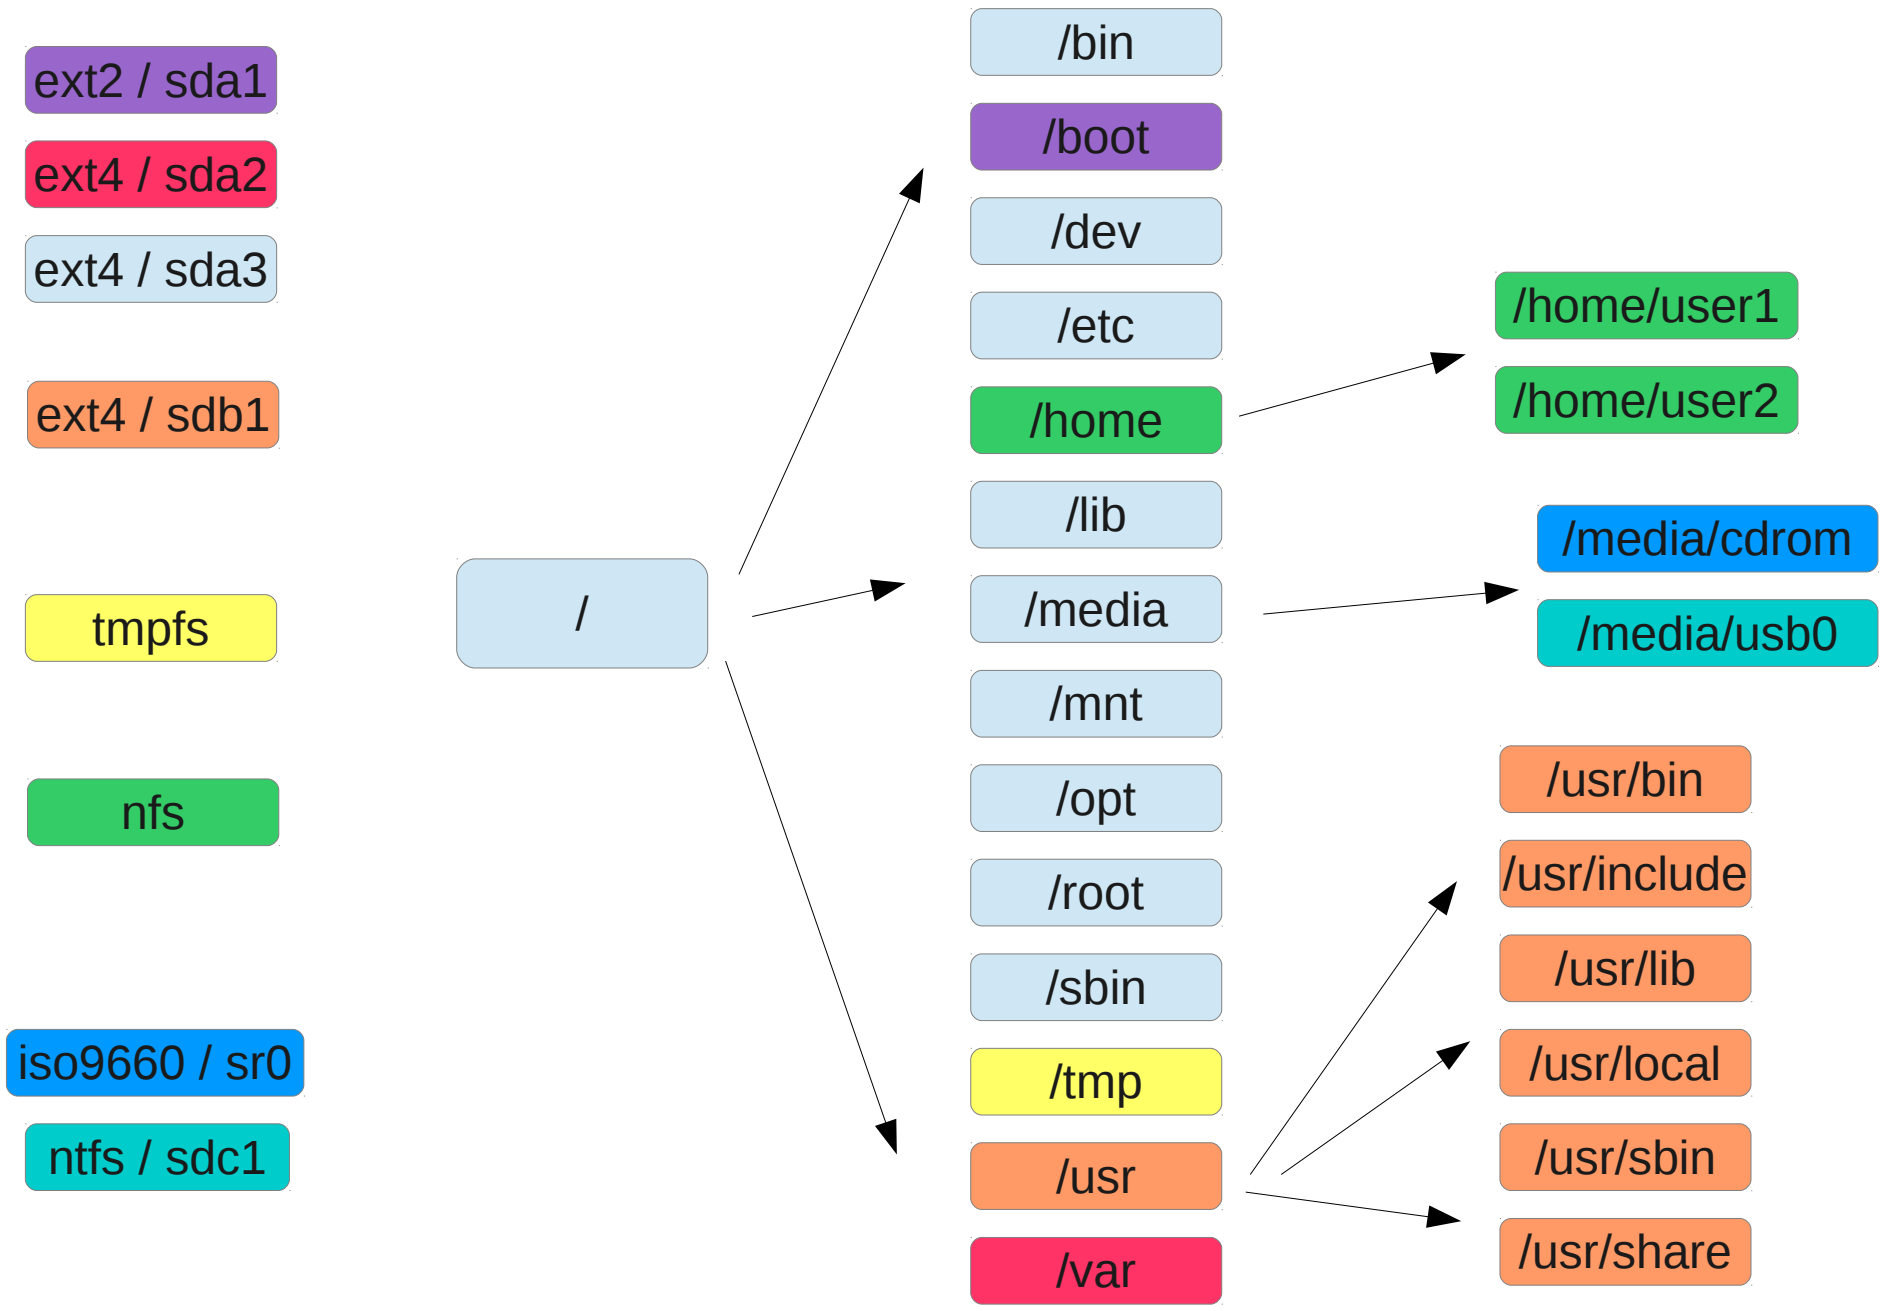 ext2 / sda1
ext4 / sda2
ext4 / sda3
ext4 / sdb1
tmpfs
nfs
iso9660 / sr0
ntfs / sdc1
/
/bin
/boot
/dev
/etc
/home
/lib
/media
/mnt
/opt
/root
/sbin
/tmp
/usr
/var
/home/user1
/home/user2
/media/cdrom
/media/usb0
/usr/bin
/usr/include
/usr/lib
/usr/local
/usr/sbin
/usr/share